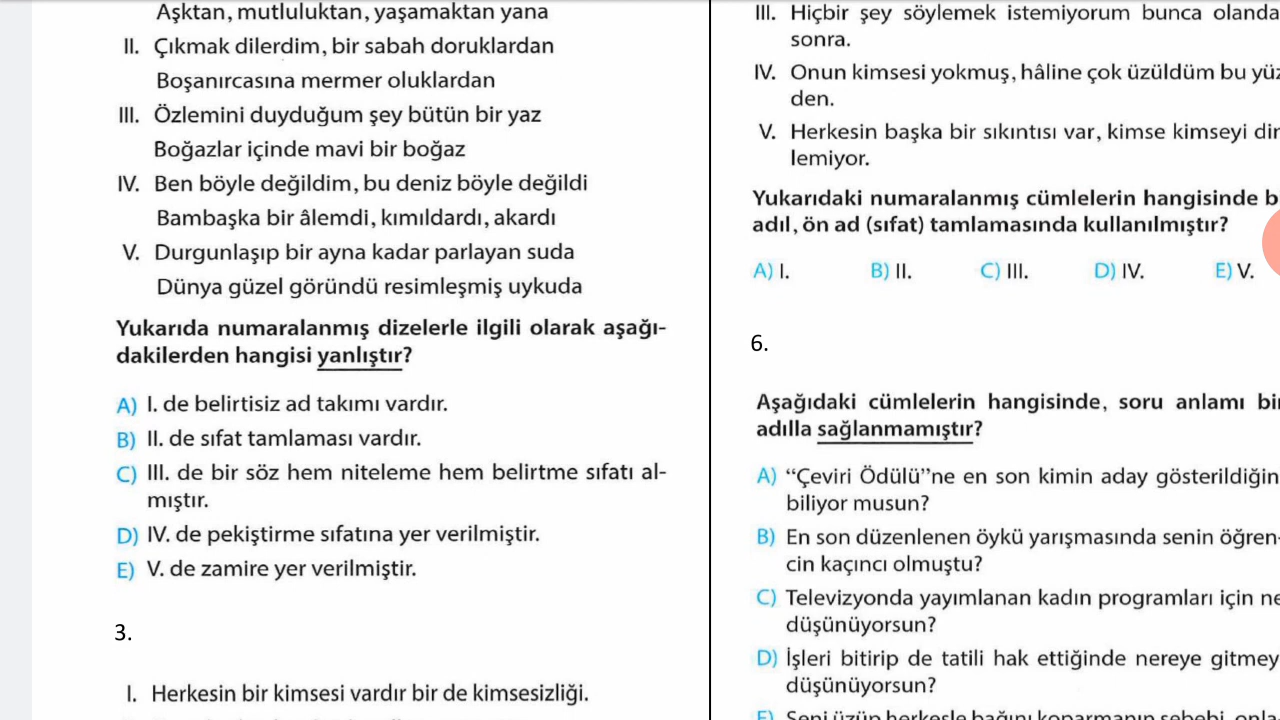 Aşktan, mutluluktan, yaşamaktan yana
II. Çıkmak dilerdim, bir sabah doruklardan
Boşanırcasına mermer oluklardan
III. Özlemini duyduğum şey bütün bir yaz
Boğazlar içinde mavi bir boğaz
IV. Ben böyle değildim, bu deniz böyle değildi
Bambaşka bir âlemdi, kımıldardı, akardı
V. Durgunlaşıp bir ayna kadar parlayan suda
Dünya güzel göründü resimleşmiş uykuda
Yukarıda numaralanmış dizelerle ilgili olarak aşağı-
dakilerden hangisi yanlıştır?
A) I. de belirtisiz ad takımı vardır.
B) II. de sıfat tamlaması vardır.
C) III. de bir söz hem niteleme hem belirtme sıfatı al-
mıştır.
D) IV. de pekiştirme sıfatına yer verilmiştir.
E) V. de zamire yer verilmiştir.
3.
I. Herkesin bir kimsesi vardır bir de kimsesizliği.
III. Hiçbir şey söylemek istemiyorum bunca olanda
sonra.
IV. Onun kimsesi yokmuş, hâline çok üzüldüm bu yüz
den.
V. Herkesin başka bir sıkıntısı var, kimse kimseyi din
lemiyor.
Yukarıdaki numaralanmış cümlelerin hangisinde b
adıl, ön ad (sıfat) tamlamasında kullanılmıştır?
A) I. B) II. C) III. D) IV. E) V.
6.
Aşağıdaki cümlelerin hangisinde, soru anlamı bir
adılla sağlanmamıştır?
A) “Çeviri Ödülü”ne en son kimin aday gösterildiğin
biliyor musun?
B) En son düzenlenen öykü yarışmasında senin öğren-
cin kaçıncı olmuştu?
C) Televizyonda yayımlanan kadın programları için ne
düşünüyorsun?
D) İşleri bitirip de tatili hak ettiğinde nereye gitmey
düşünüyorsun?
E) Seni üzüp herkesle bağını koparmanın sebebi, onla